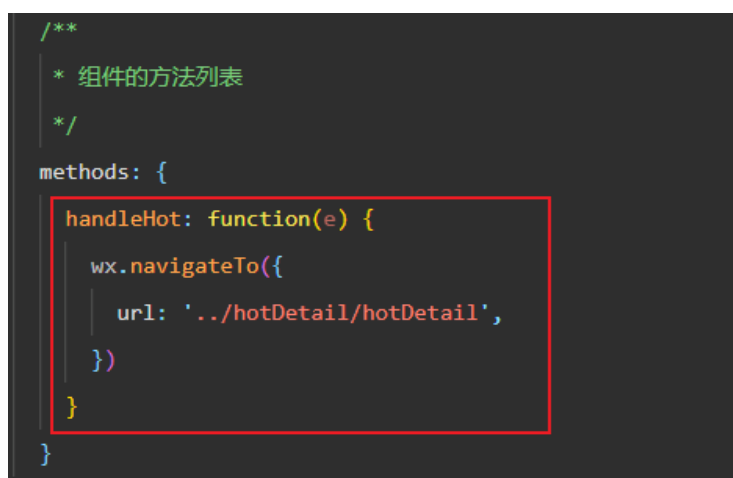 /**
* 组件的方法列表
*/
methods: {
handleHot: function(e) {
wx.navigateTo({
url: '../hotDetail/hotDetail',
})
}
}